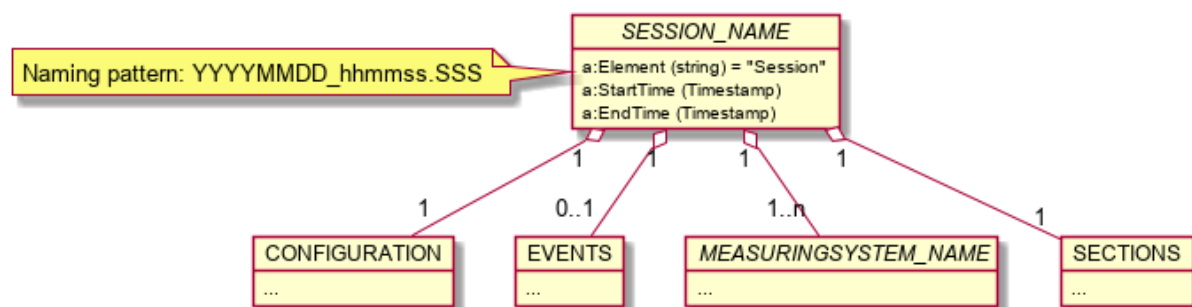 SESSION_NAME
Naming pattern: YYYYMMDD_hhmmss.SSS
a:Element (string) = "Session"
a:StartTime (Timestamp)
a:EndTime (Timestamp)
1 1 1 1
1 0..1 1..n 1
CONFIGURATION EVENTS MEASURINGSYSTEM_NAME SECTIONS
... ... ... ...